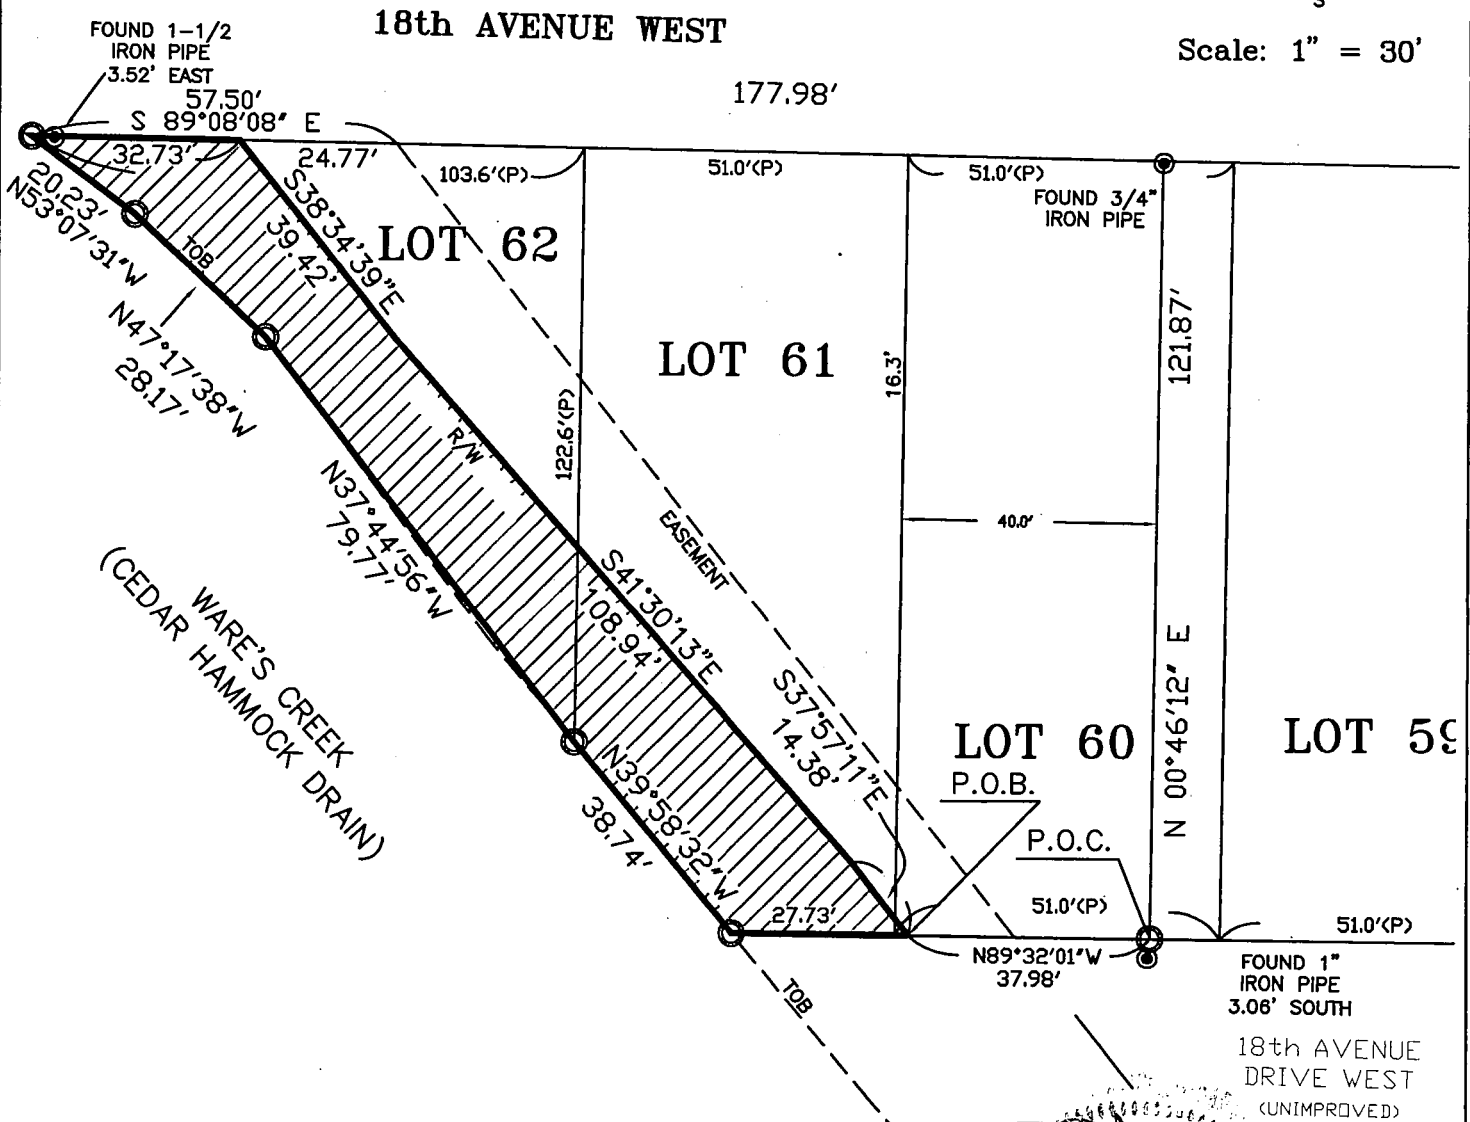 S
18th AVENUE WEST
Scale: 1" = 30'
FOUND 1-1/2
IRON PIPE
3.52' EAST
57.50'
S 89°08'08" E
177.98'
32.73'
24.77'
103.6'(P)
51.0'(P)
51.0'(P)
FOUND 3/4"
IRON PIPE
20.23'
N53°07'31"W
TOB
S38°34'39"E
39.42'
LOT 62
N47°17'38"W
28.17'
LOT 61
16.3'
121.87'
R/W
122.6'(P)
N37°44'56"W
79.77'
EASEMENT
40.0'
S41°30'13"E
108.94'
WARE'S CREEK
(CEDAR HAMMOCK DRAIN)
S37°57'11"E
14.38'
LOT 60
N 00°46'12" E
LOT 59
P.O.B.
P.O.C.
N39°58'32"W
38.74'
27.73'
51.0'(P)
51.0'(P)
N89°32'01"W
37.98'
FOUND 1"
IRON PIPE
3.06' SOUTH
TOB
18th AVENUE
DRIVE WEST
(UNIMPROVED)